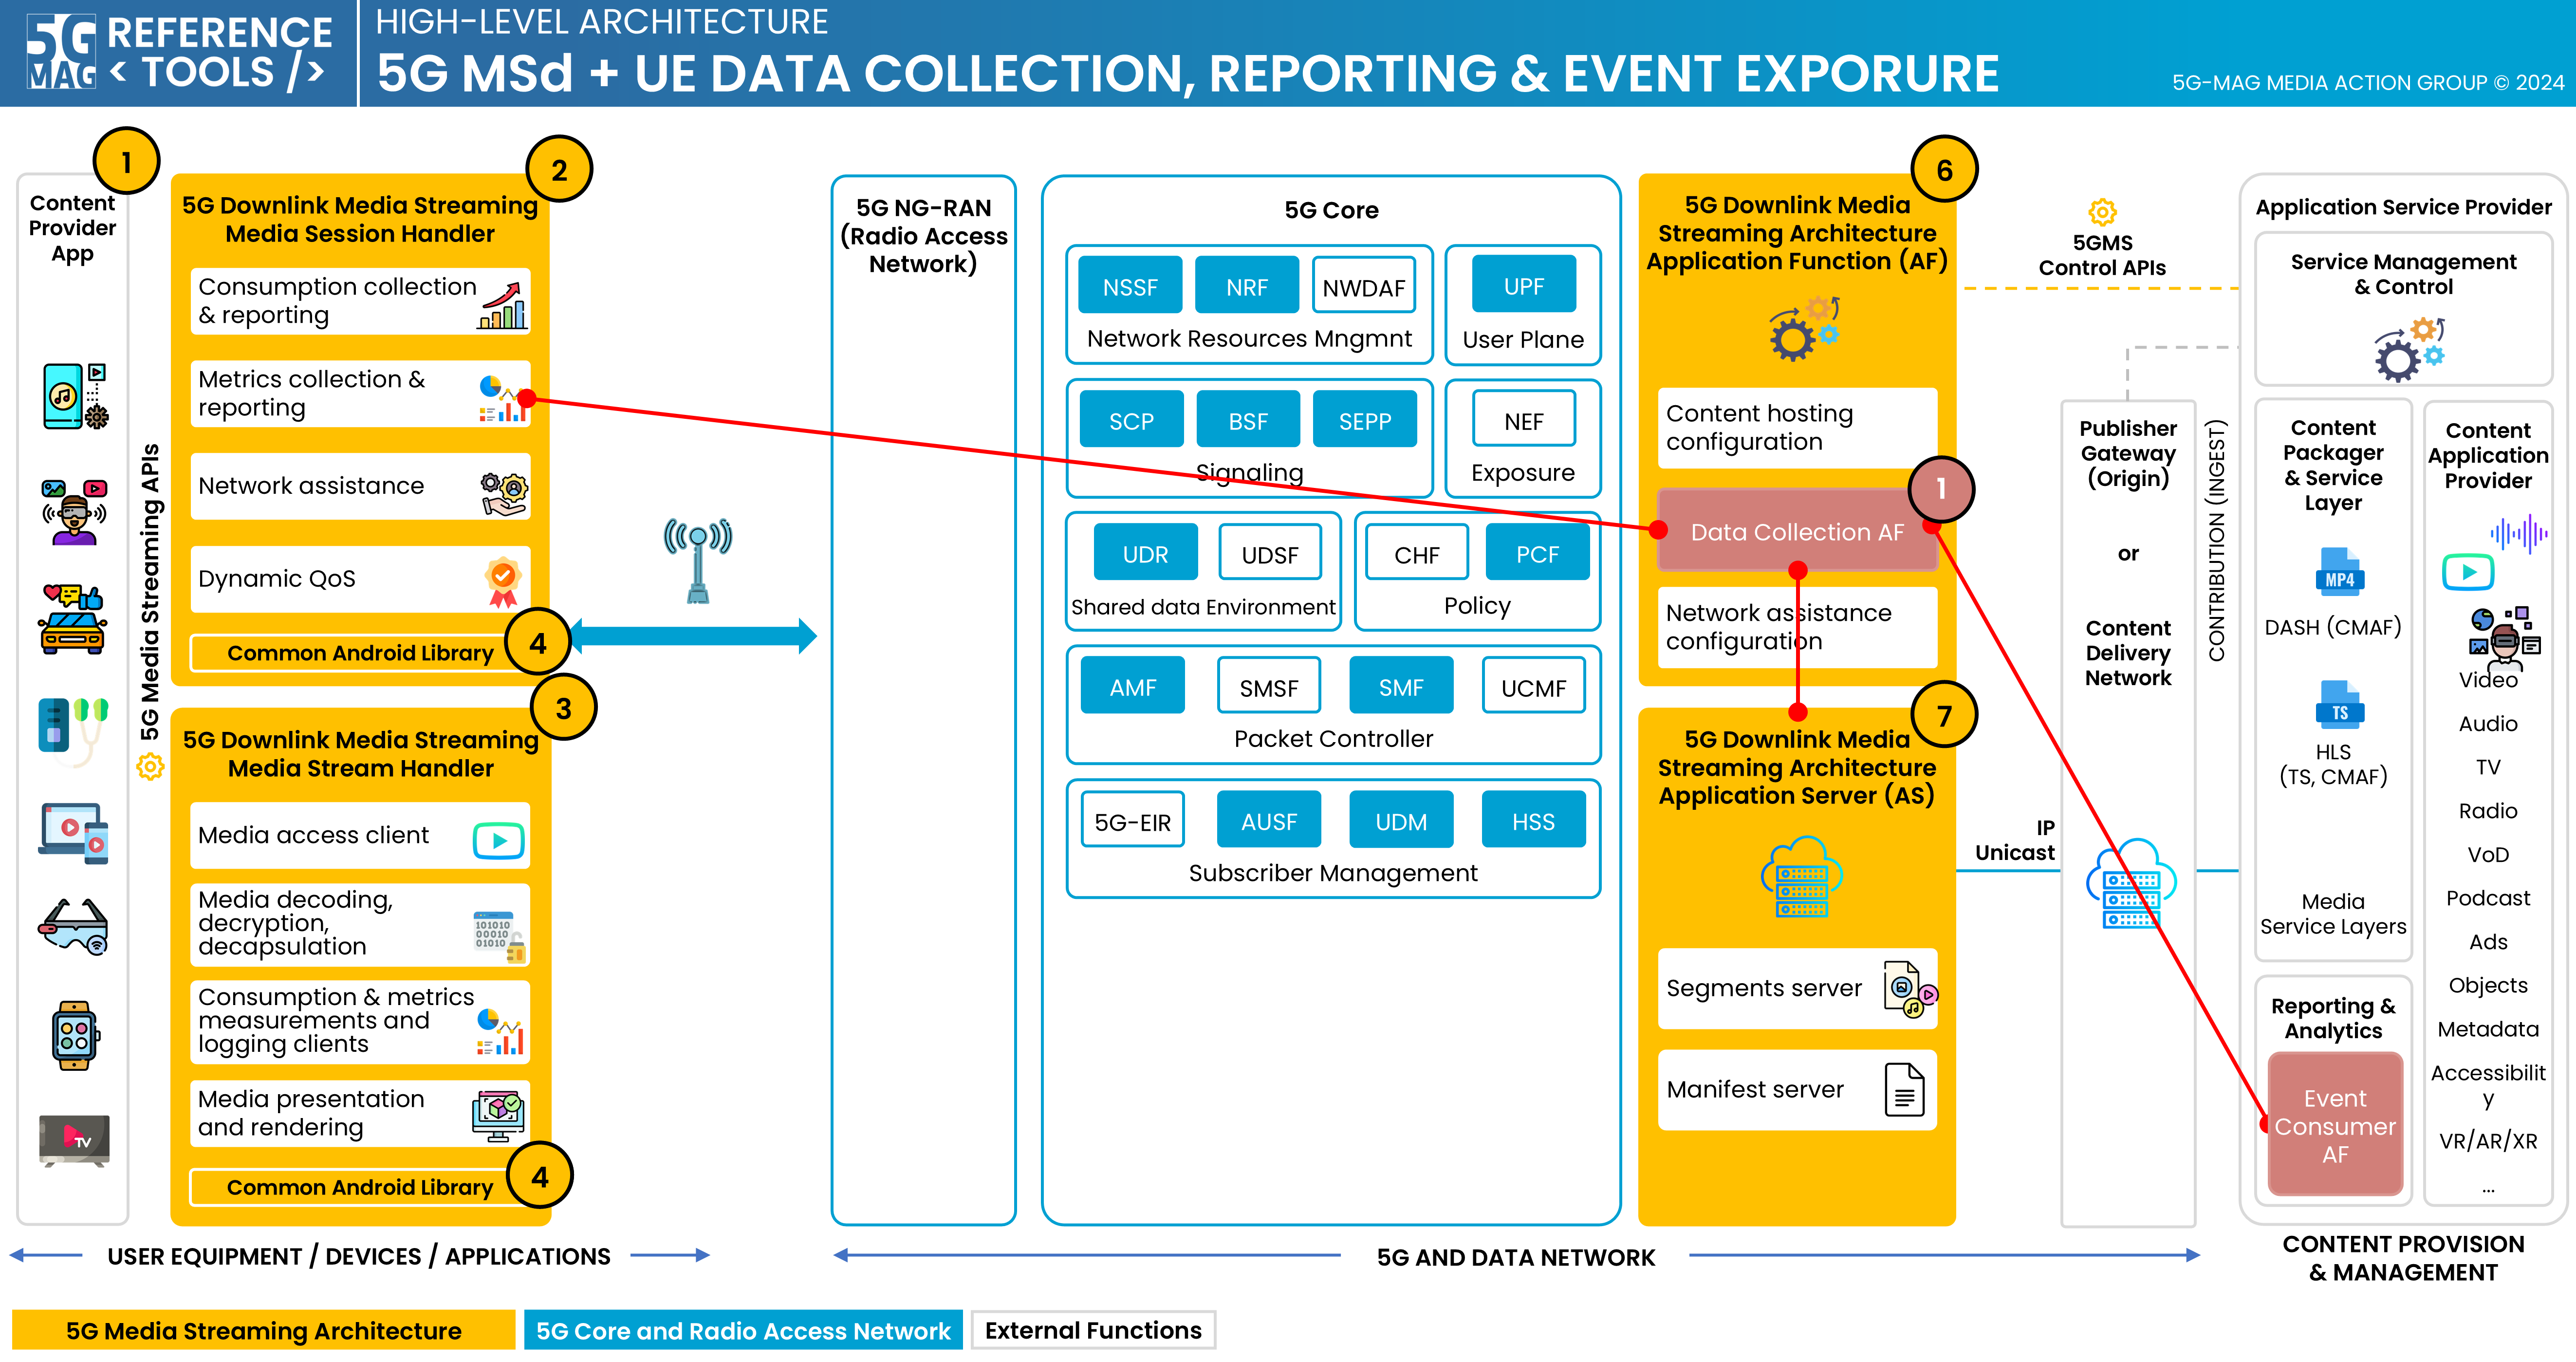 5G
MAG
REFERENCE
< TOOLS />
HIGH-LEVEL ARCHITECTURE
5G MSd + UE DATA COLLECTION, REPORTING & EVENT EXPORURE
5G-MAG MEDIA ACTION GROUP © 2024
1
Content
Provider
App
TV
5G Media Streaming APIs
2
5G Downlink Media Streaming
Media Session Handler
Consumption collection
& reporting
Metrics collection &
reporting
Network assistance
Dynamic QoS
Common Android Library
4
3
5G Downlink Media Streaming
Media Stream Handler
Media access client
Media decoding,
decryption,
decapsulation
101010
00010
01010
Consumption & metrics
measurements and
logging clients
Media presentation
and rendering
Common Android Library
4
5G NG-RAN
(Radio Access
Network)
5G Core
NSSF
NRF
NWDAF
Network Resources Mngmnt
UPF
User Plane
SCP
BSF
SEPP
Signaling
NEF
Exposure
UDR
UDSF
Shared data Environment
CHF
PCF
Policy
AMF
SMSF
SMF
UCMF
Packet Controller
5G-EIR
AUSF
UDM
HSS
Subscriber Management
6
5G Downlink Media
Streaming Architecture
Application Function (AF)
Content hosting
configuration
1
Data Collection AF
Network assistance
configuration
7
5G Downlink Media
Streaming Architecture
Application Server (AS)
Segments server
Manifest server
5GMS
Control APIs
IP
Unicast
Publisher
Gateway
(Origin)
or
Content
Delivery
Network
CONTRIBUTION (INGEST)
Application Service Provider
Service Management
& Control
Content
Packager
& Service
Layer
MP4
DASH (CMAF)
TS
HLS
(TS, CMAF)
Media
Service Layers
Reporting &
Analytics
Event
Consumer
AF
Content
Application
Provider
Video
Audio
TV
Radio
VoD
Podcast
Ads
Objects
Metadata
Accessibilit
y
VR/AR/XR
...
USER EQUIPMENT / DEVICES / APPLICATIONS
5G AND DATA NETWORK
CONTENT PROVISION
& MANAGEMENT
5G Media Streaming Architecture
5G Core and Radio Access Network
External Functions